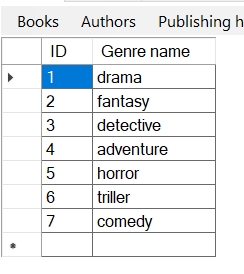 Books Authors Publishing h
ID Genre name
1 drama
2 fantasy
3 detective
4 adventure
5 horror
6 triller
7 comedy